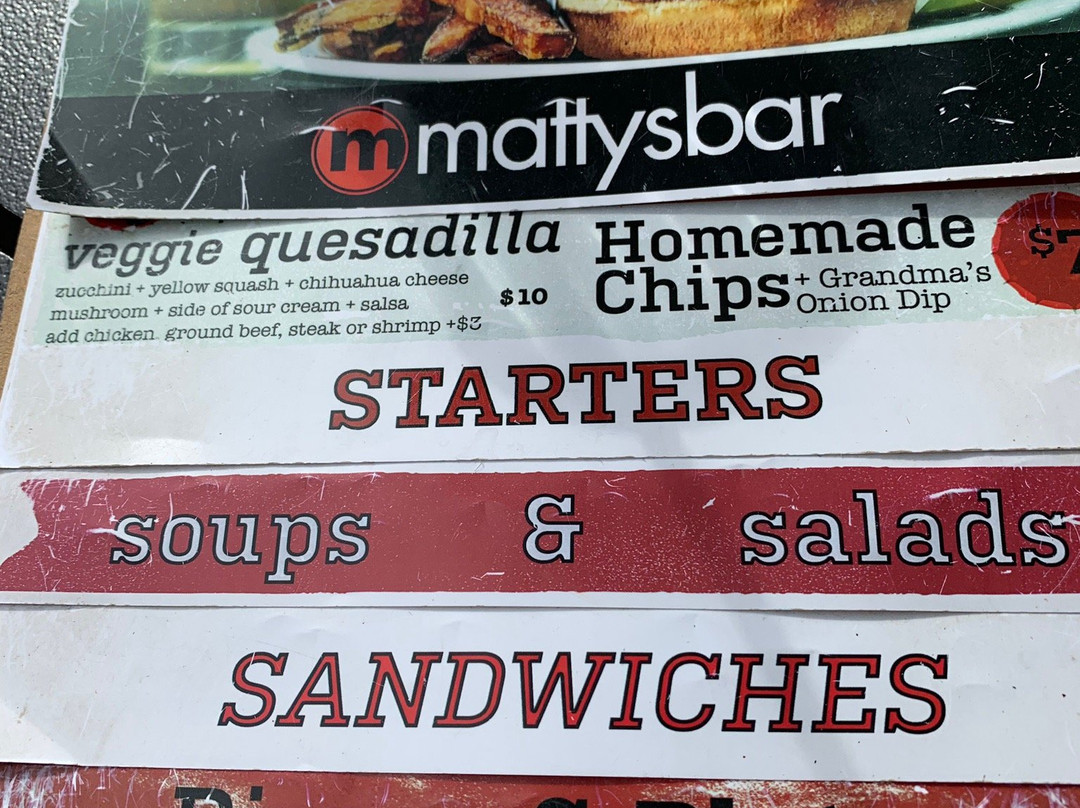 m mattysbar
veggie quesadilla
zucchini + yellow squash + chihuahua cheese
mushroom + side of sour cream + salsa
add chicken, ground beef, steak or shrimp +$3
$10
Homemade
Chips + Grandma's
Onion Dip
$7
STARTERS
soups & salads
SANDWICHES